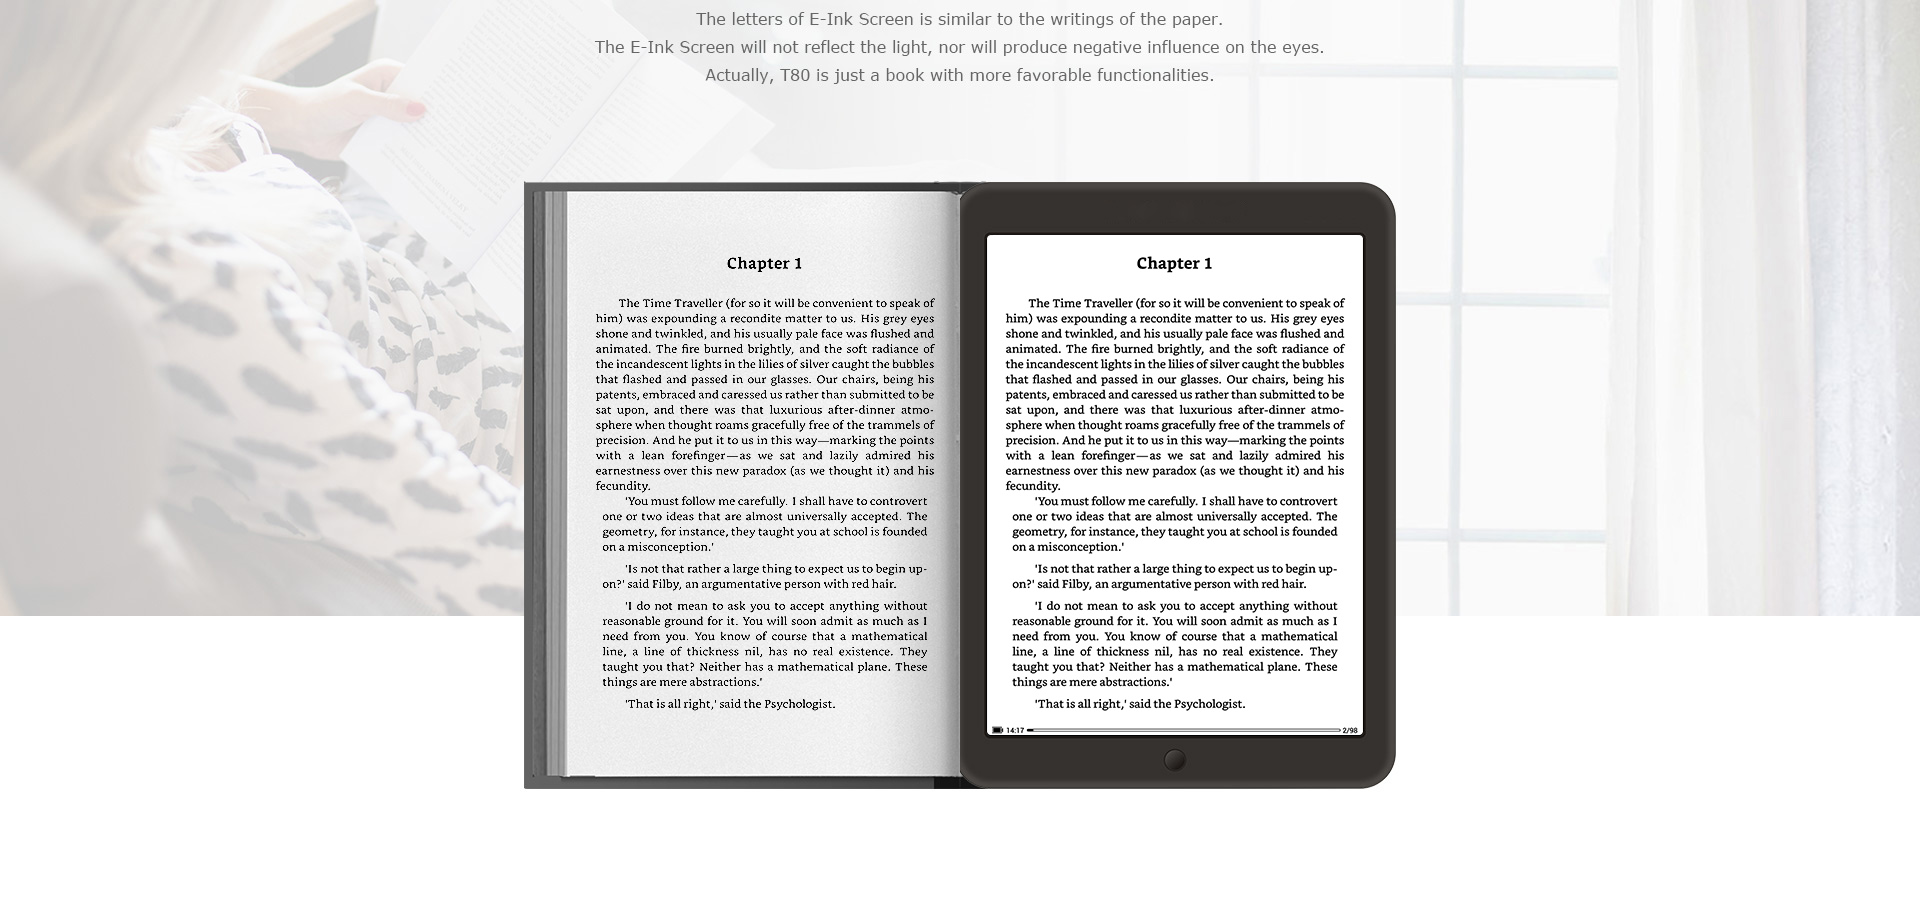 The letters of E-Ink Screen is similar to the writings of the paper.
The E-Ink Screen will not reflect the light, nor will produce negative influence on the eyes.
Actually, T80 is just a book with more favorable functionalities.
Chapter 1
The Time Traveller (for so it will be convenient to speak of
him) was expounding a recondite matter to us. His grey eyes
shone and twinkled, and his usually pale face was flushed and
animated. The fire burned brightly, and the soft radiance of
the incandescent lights in the lilies of silver caught the bubbles
that flashed and passed in our glasses. Our chairs, being his
patents, embraced and caressed us rather than submitted to be
sat upon, and there was that luxurious after-dinner atmo-
sphere when thought roams gracefully free of the trammels of
precision. And he put it to us in this way—marking the points
with a lean forefinger—as we sat and lazily admired his
earnestness over this new paradox (as we thought it) and his
fecundity.
'You must follow me carefully. I shall have to controvert
one or two ideas that are almost universally accepted. The
geometry, for instance, they taught you at school is founded
on a misconception.'
'Is not that rather a large thing to expect us to begin up-
on?' said Filby, an argumentative person with red hair.
'I do not mean to ask you to accept anything without
reasonable ground for it. You will soon admit as much as I
need from you. You know of course that a mathematical
line, a line of thickness nil, has no real existence. They
taught you that? Neither has a mathematical plane. These
things are mere abstractions.'
'That is all right,' said the Psychologist.
Chapter 1
The Time Traveller (for so it will be convenient to speak of
him) was expounding a recondite matter to us. His grey eyes
shone and twinkled, and his usually pale face was flushed and
animated. The fire burned brightly, and the soft radiance of
the incandescent lights in the lilies of silver caught the bubbles
that flashed and passed in our glasses. Our chairs, being his
patents, embraced and caressed us rather than submitted to be
sat upon, and there was that luxurious after-dinner atmo-
sphere when thought roams gracefully free of the trammels of
precision. And he put it to us in this way—marking the points
with a lean forefinger—as we sat and lazily admired his
earnestness over this new paradox (as we thought it) and his
fecundity.
'You must follow me carefully. I shall have to controvert
one or two ideas that are almost universally accepted. The
geometry, for instance, they taught you at school is founded
on a misconception.'
'Is not that rather a large thing to expect us to begin up-
on?' said Filby, an argumentative person with red hair.
'I do not mean to ask you to accept anything without
reasonable ground for it. You will soon admit as much as I
need from you. You know of course that a mathematical
line, a line of thickness nil, has no real existence. They
taught you that? Neither has a mathematical plane. These
things are mere abstractions.'
'That is all right,' said the Psychologist.
14:17 2/98